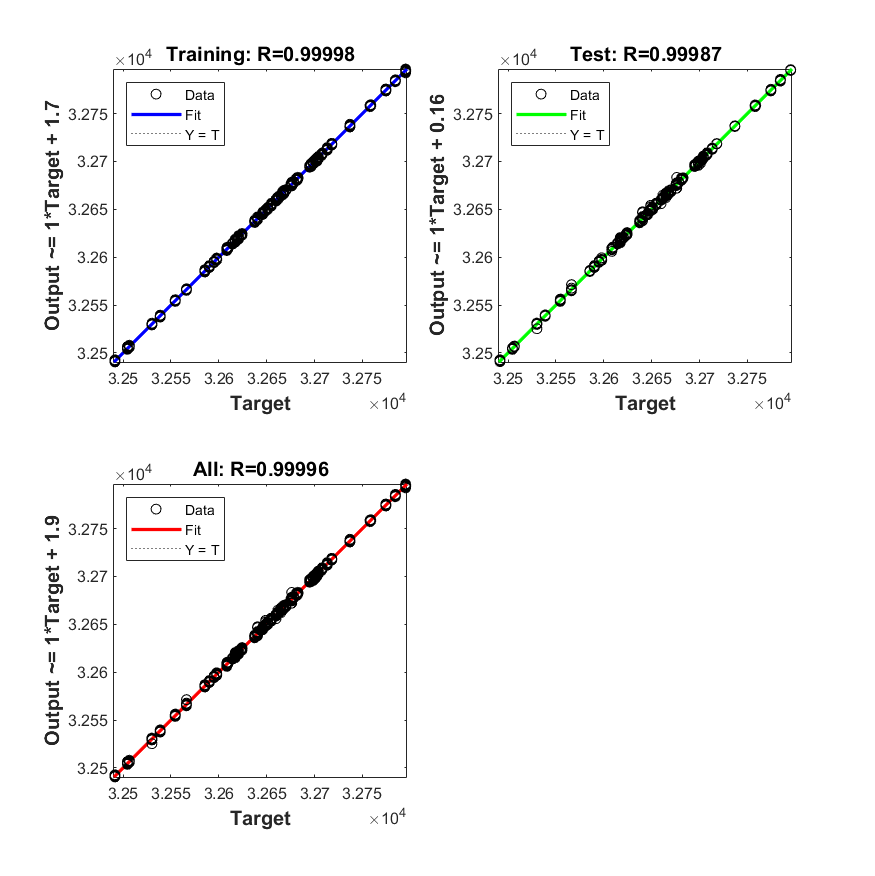 Training: R=0.99998
×10⁴
Data
Fit
Y = T
Output ~= 1*Target + 1.7
3.275
3.27
3.265
3.26
3.255
3.25
3.25 3.255 3.26 3.265 3.27 3.275
Target
×10⁴
Test: R=0.99987
×10⁴
Data
Fit
Y = T
Output ~= 1*Target + 0.16
3.275
3.27
3.265
3.26
3.255
3.25
3.25 3.255 3.26 3.265 3.27 3.275
Target
×10⁴
All: R=0.99996
×10⁴
Data
Fit
Y = T
Output ~= 1*Target + 1.9
3.275
3.27
3.265
3.26
3.255
3.25
3.25 3.255 3.26 3.265 3.27 3.275
Target
×10⁴